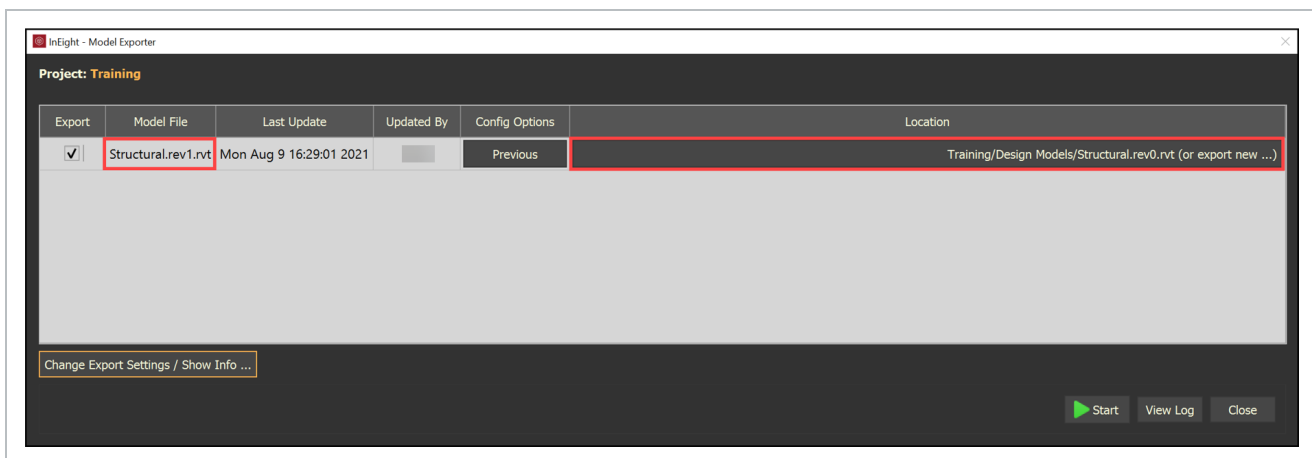 InEight - Model Exporter
Project: Training
Export Model File Last Update Updated By Config Options Location
Structural.rev1.rvt Mon Aug 9 16:29:01 2021 Previous Training/Design Models/Structural.rev0.rvt (or export new ...)
Change Export Settings / Show Info ...
Start View Log Close